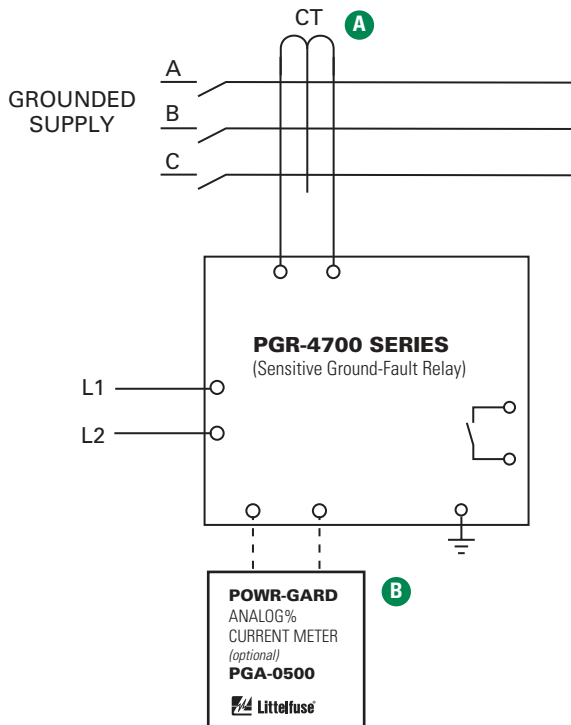 CT A
A
GROUNDED
SUPPLY
B
C
PGR-4700 SERIES
(Sensitive Ground-Fault Relay)
L1
L2
POWR-GARD
ANALOG%
CURRENT METER
(optional)
PGA-0500
Littelfuse®
B